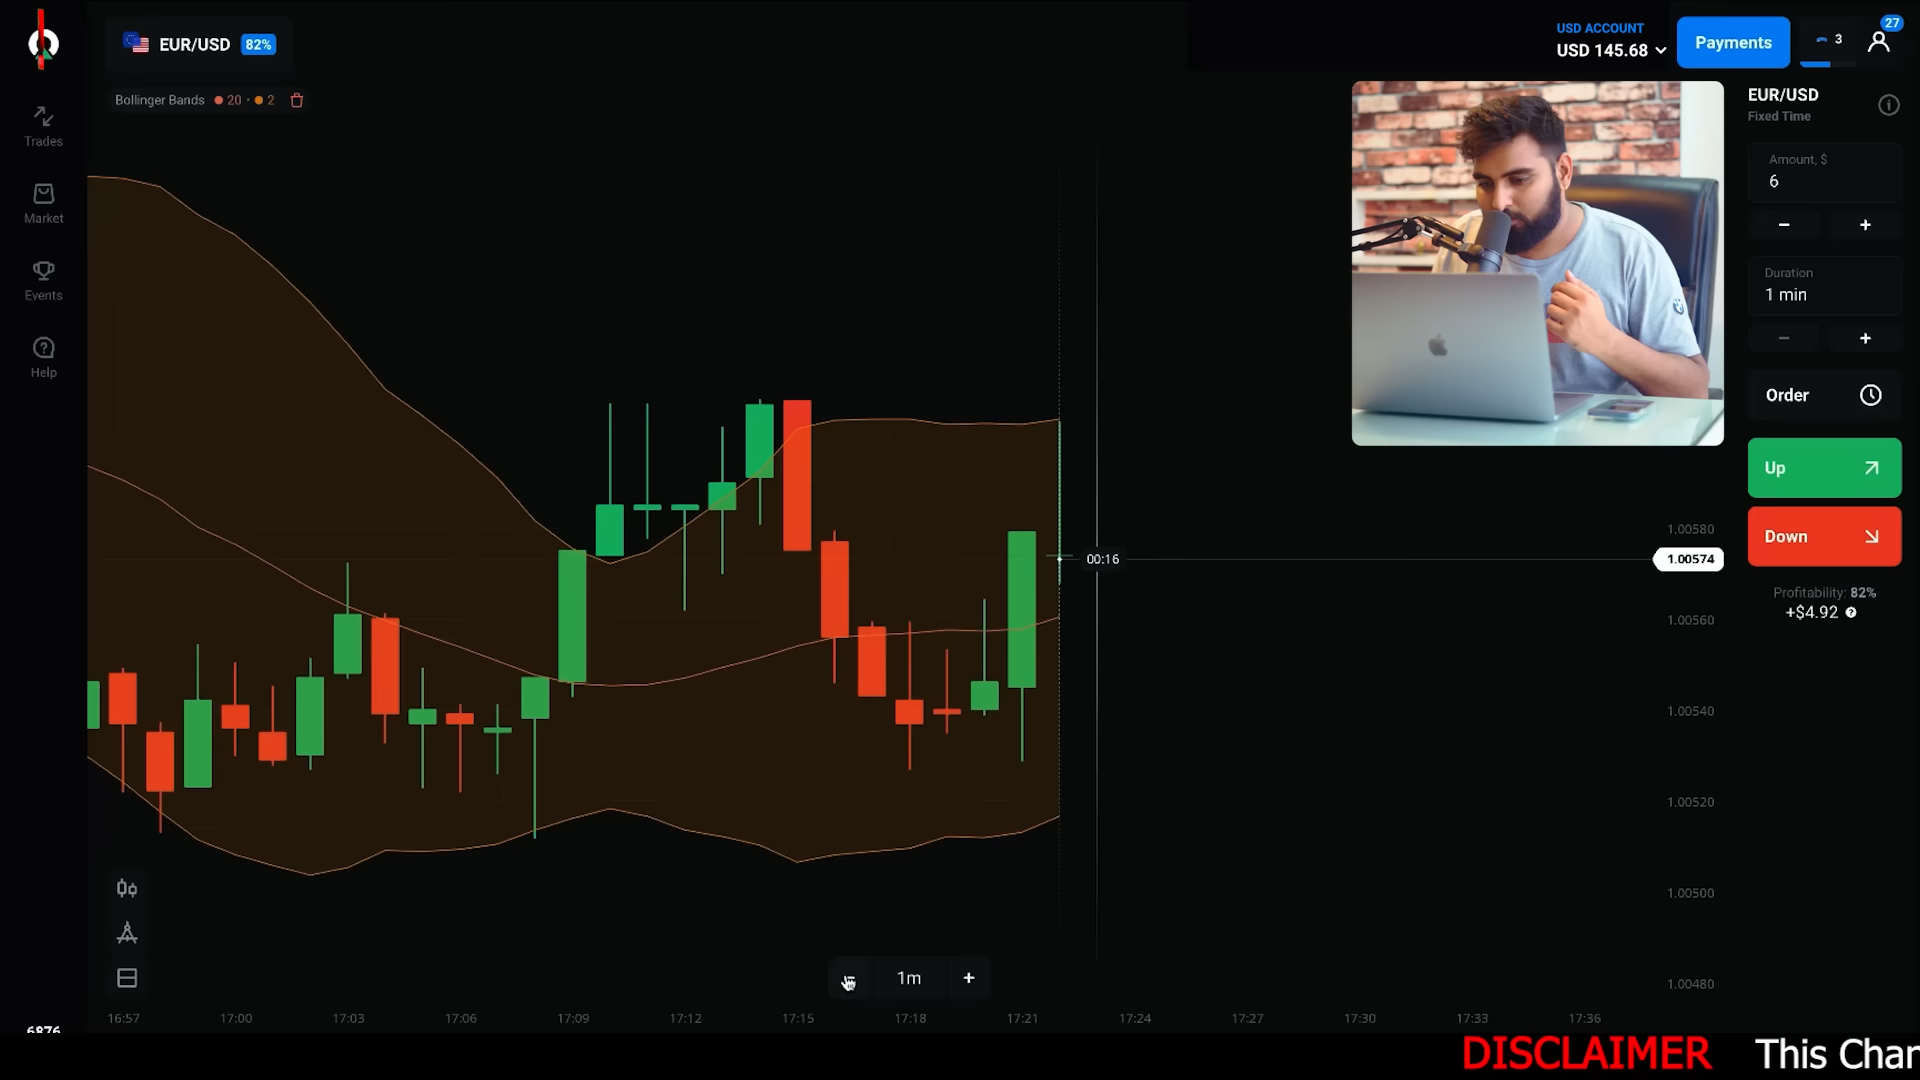 EUR/USD 82%
USD ACCOUNT
USD 145.68
Payments
3
27
Bollinger Bands 20 · 2
Trades
Market
Events
Help
EUR/USD
Fixed Time
Amount, $
6
Duration
1 min
Order
Up
Down
Profitability: 82%
+$4.92
00:16
1.00580
1.00574
1.00560
1.00540
1.00520
1.00500
1.00480
1m
16:57 17:00 17:03 17:06 17:09 17:12 17:15 17:18 17:21 17:24 17:27 17:30 17:33 17:36
DISCLAIMER This Chan